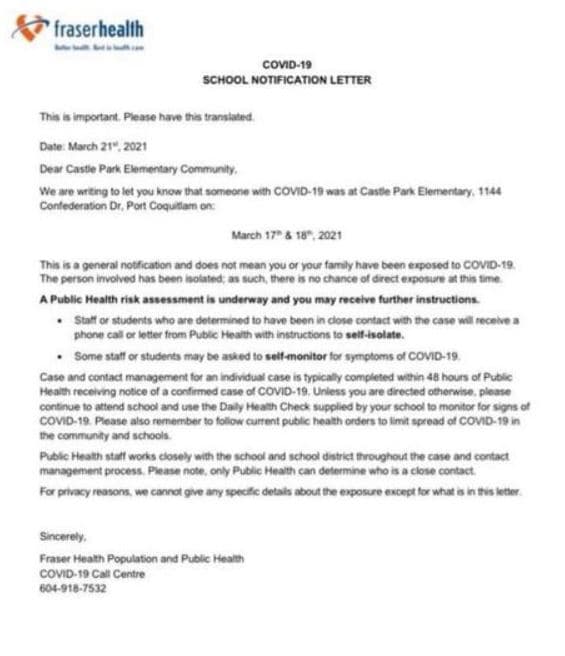 fraserhealth
Better health. Best in health care.
COVID-19
SCHOOL NOTIFICATION LETTER
This is important. Please have this translated.
Date: March 21st, 2021
Dear Castle Park Elementary Community,
We are writing to let you know that someone with COVID-19 was at Castle Park Elementary, 1144
Confederation Dr, Port Coquitlam on:
March 17th & 18th, 2021
This is a general notification and does not mean you or your family have been exposed to COVID-19.
The person involved has been isolated; as such, there is no chance of direct exposure at this time.
A Public Health risk assessment is underway and you may receive further instructions.
• Staff or students who are determined to have been in close contact with the case will receive a
phone call or letter from Public Health with instructions to self-isolate.
• Some staff or students may be asked to self-monitor for symptoms of COVID-19.
Case and contact management for an individual case is typically completed within 48 hours of Public
Health receiving notice of a confirmed case of COVID-19. Unless you are directed otherwise, please
continue to attend school and use the Daily Health Check supplied by your school to monitor for signs of
COVID-19. Please also remember to follow current public health orders to limit spread of COVID-19 in
the community and schools.
Public Health staff works closely with the school and school district throughout the case and contact
management process. Please note, only Public Health can determine who is a close contact.
For privacy reasons, we cannot give any specific details about the exposure except for what is in this letter.
Sincerely,
Fraser Health Population and Public Health
COVID-19 Call Centre
604-918-7532